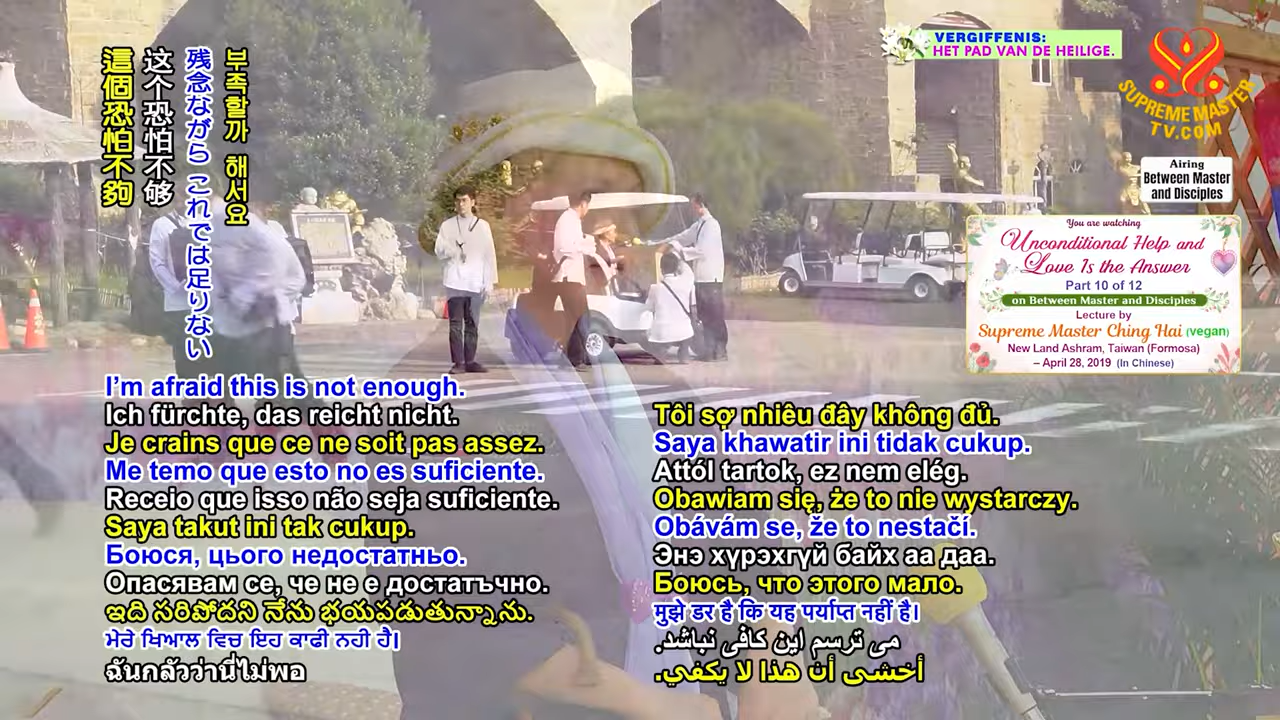 這個恐怕不夠
这个恐怕不够
残念ながら これでは足りない
부족할까 해서요
VERGIFFENIS:
HET PAD VAN DE HEILIGE.
SUPREME MASTER
TV.COM
Airing
Between Master
and Disciples
You are watching
Unconditional Help and
Love Is the Answer
Part 10 of 12
on Between Master and Disciples
Lecture by
Supreme Master Ching Hai (vegan)
New Land Ashram, Taiwan (Formosa)
– April 28, 2019 (In Chinese)
I’m afraid this is not enough.
Ich fürchte, das reicht nicht.
Je crains que ce ne soit pas assez.
Me temo que esto no es suficiente.
Receio que isso não seja suficiente.
Saya takut ini tak cukup.
Боюся, цього недостатньо.
Опасявам се, че не е достатъчно.
ఇది సరిపోదని నేను భయపడుతున్నాను.
ਮੇਰੇ ਖਿਆਲ ਵਿਚ ਇਹ ਕਾਫੀ ਨਹੀ ਹੈ।
ฉันกลัวว่านี่ไม่พอ
Tôi sợ nhiêu đây không đủ.
Saya khawatir ini tidak cukup.
Attól tartok, ez nem elég.
Obawiam się, że to nie wystarczy.
Obávám se, že to nestačí.
Энэ хүрэхгүй байх аа даа.
Боюсь, что этого мало.
मुझे डर है कि यह पर्याप्त नहीं है।
می ترسم این کافی نباشد.
أخشى أن هذا لا يكفي.